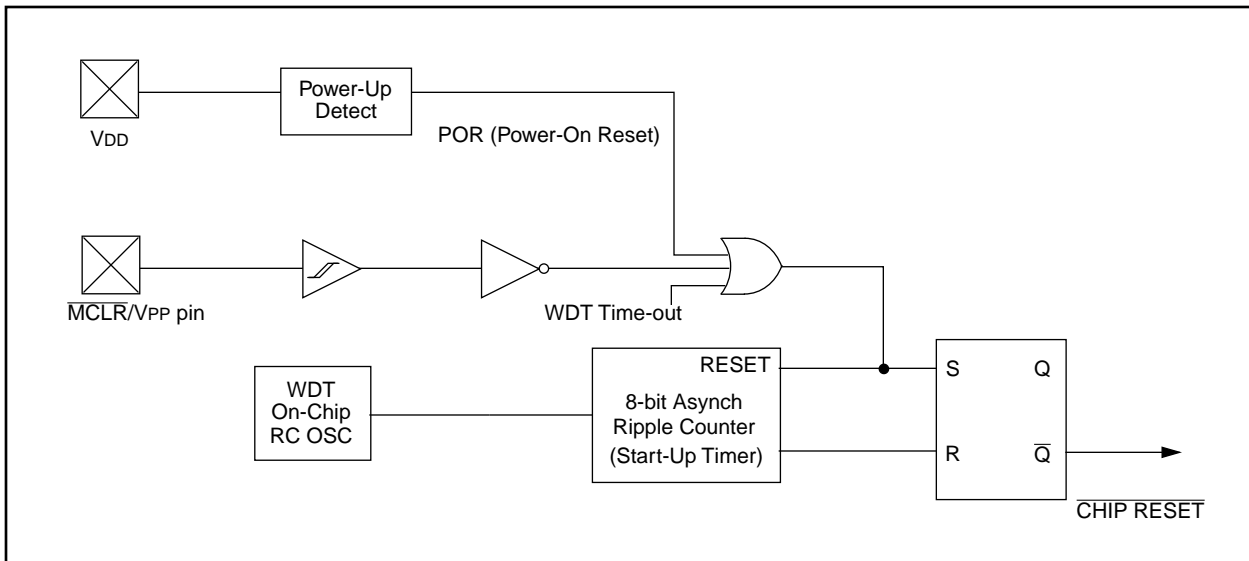 Power-Up
Detect
VDD
POR (Power-On Reset)
MCLR/VPP pin
WDT Time-out
RESET
WDT
On-Chip
RC OSC
8-bit Asynch
Ripple Counter
(Start-Up Timer)
S Q
R Q
CHIP RESET